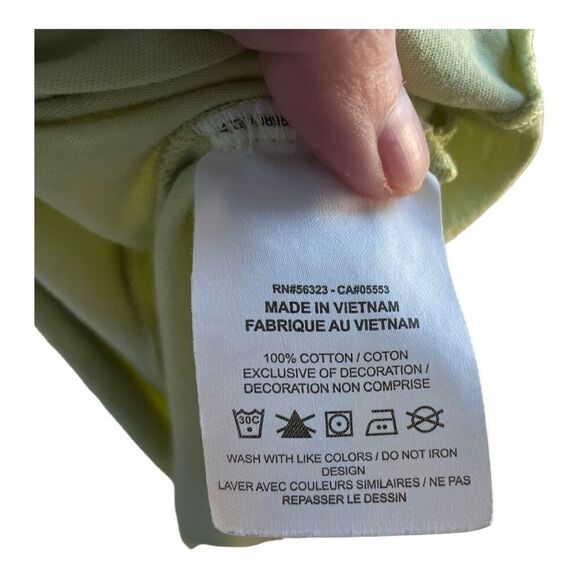 RN#56323 - CA#05553
MADE IN VIETNAM
FABRIQUE AU VIETNAM
100% COTTON / COTON
EXCLUSIVE OF DECORATION /
DECORATION NON COMPRISE
30C
WASH WITH LIKE COLORS / DO NOT IRON
DESIGN
LAVER AVEC COULEURS SIMILAIRES / NE PAS
REPASSER LE DESSIN